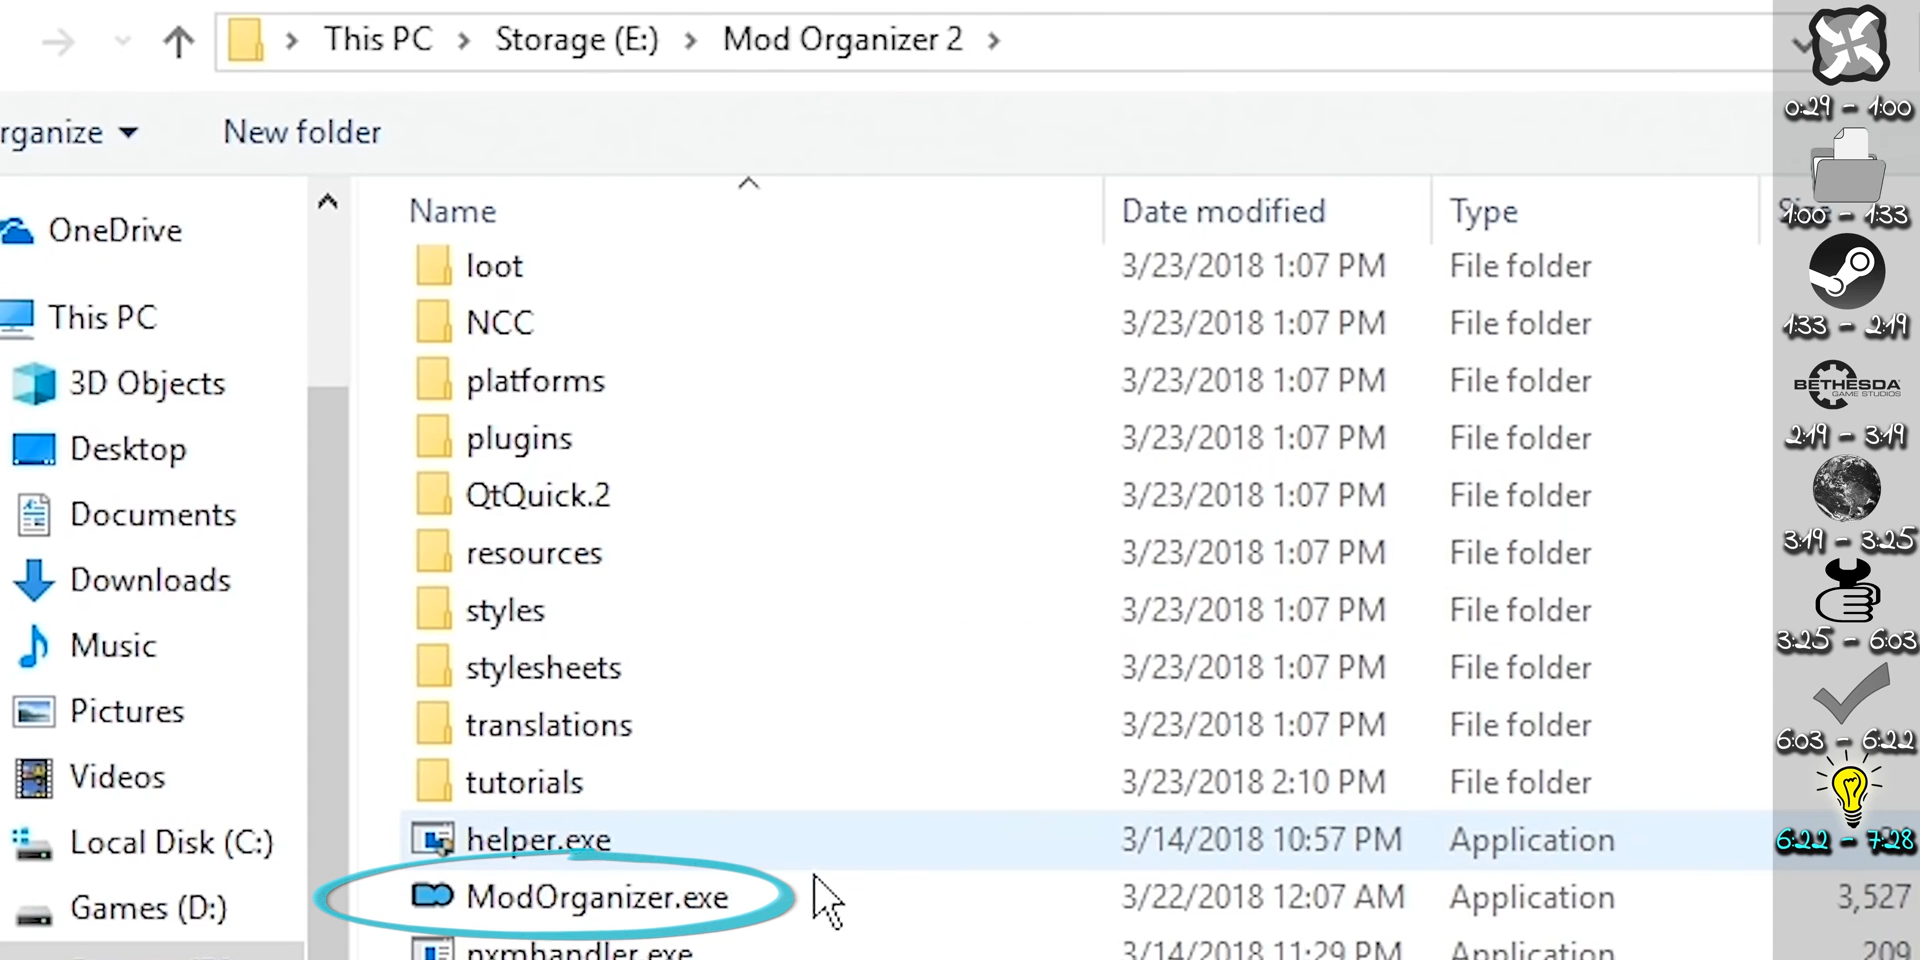 This PC > Storage (E:) > Mod Organizer 2 >
rganize
New folder
Name
Date modified
Type
OneDrive
This PC
3D Objects
Desktop
Documents
Downloads
Music
Pictures
Videos
Local Disk (C:)
Games (D:)
loot 3/23/2018 1:07 PM File folder
NCC 3/23/2018 1:07 PM File folder
platforms 3/23/2018 1:07 PM File folder
plugins 3/23/2018 1:07 PM File folder
QtQuick.2 3/23/2018 1:07 PM File folder
resources 3/23/2018 1:07 PM File folder
styles 3/23/2018 1:07 PM File folder
stylesheets 3/23/2018 1:07 PM File folder
translations 3/23/2018 1:07 PM File folder
tutorials 3/23/2018 2:10 PM File folder
helper.exe 3/14/2018 10:57 PM Application
ModOrganizer.exe 3/22/2018 12:07 AM Application 3,527
nxmhandler.exe 3/14/2018 11:29 PM Application 209
0:29 - 1:00
1:00 - 1:33
1:33 - 2:19
BETHESDA
GAME STUDIOS
2:19 - 3:19
3:19 - 3:25
3:25 - 6:03
6:03 - 6:22
6:22 - 7:28